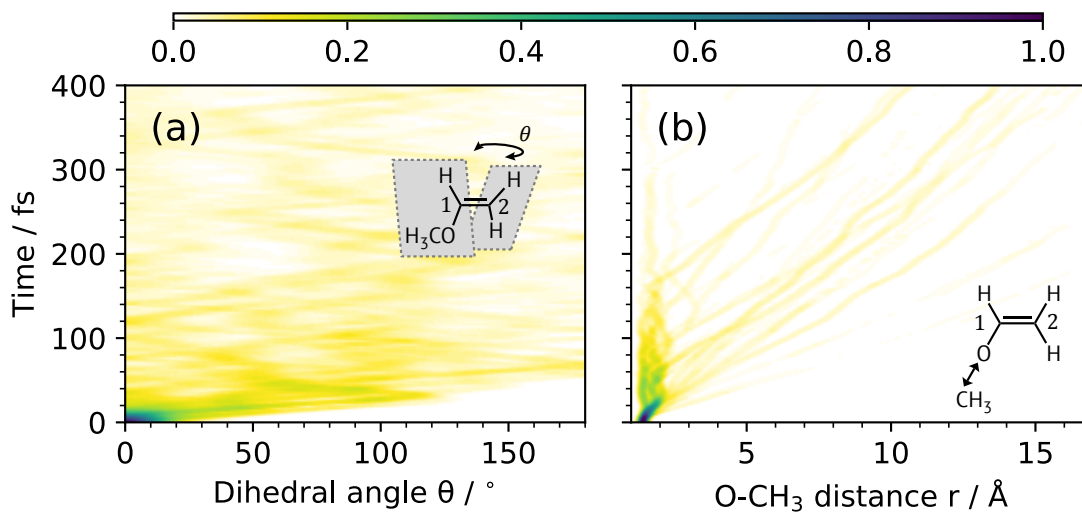 0.0 0.2 0.4 0.6 0.8 1.0
400
300
200
100
0
Time / fs
(a)
θ
H H
1 2
H₃CO H
0 50 100 150
Dihedral angle θ / °
(b)
H H
1 2
O H
CH₃
5 10 15
O-CH₃ distance r / Å